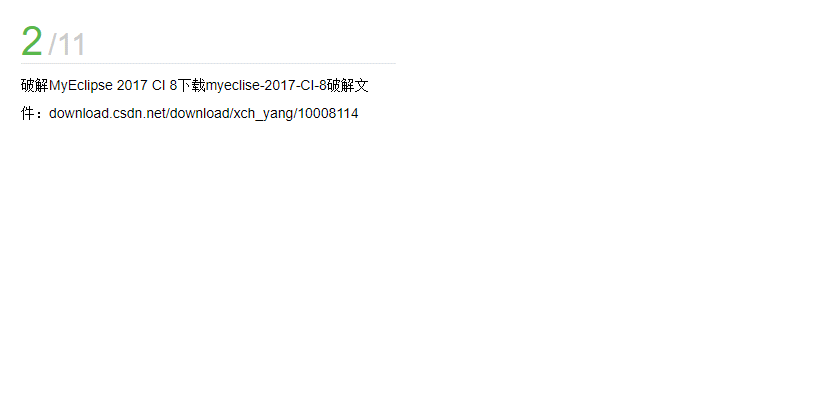 2/11
破解MyEclipse 2017 CI 8下载myeclise-2017-CI-8破解文
件：download.csdn.net/download/xch_yang/10008114